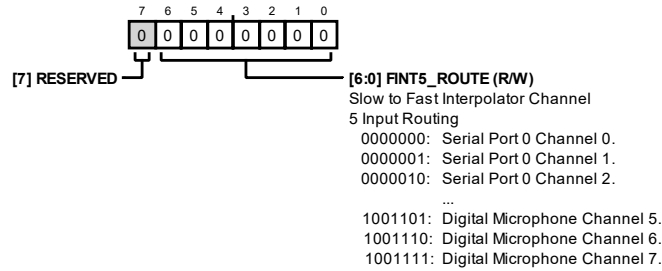 7 6 5 4 3 2 1 0
0 0 0 0 0 0 0 0
[7] RESERVED
[6:0] FINT5_ROUTE (R/W)
Slow to Fast Interpolator Channel
5 Input Routing
0000000: Serial Port 0 Channel 0.
0000001: Serial Port 0 Channel 1.
0000010: Serial Port 0 Channel 2.
...
1001101: Digital Microphone Channel 5.
1001110: Digital Microphone Channel 6.
1001111: Digital Microphone Channel 7.